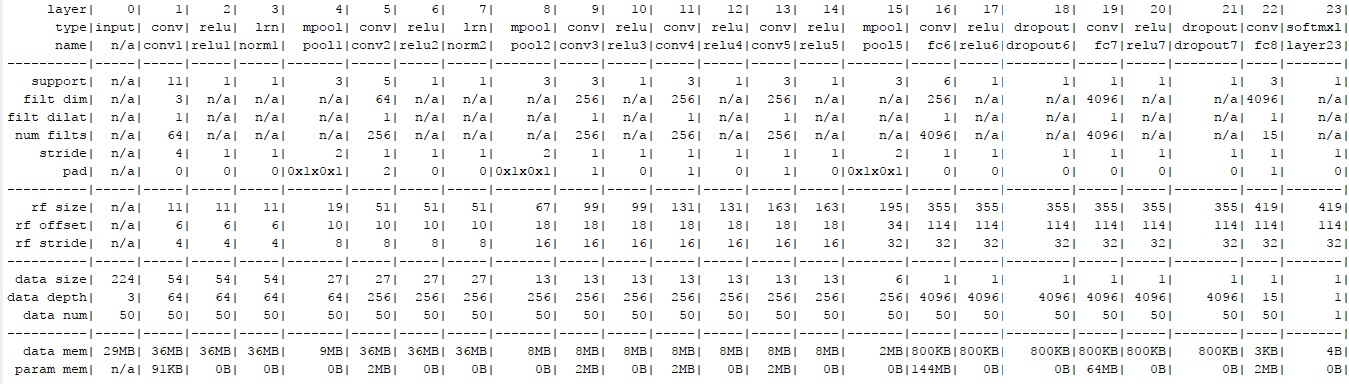 layer| 0| 1| 2| 3| 4| 5| 6| 7| 8| 9| 10| 11| 12| 13| 14| 15| 16| 17| 18| 19| 20| 21| 22| 23|
type|input| conv| relu| lrn| mpool| conv| relu| lrn| mpool| conv| relu| conv| relu| conv| relu| mpool| conv| relu| dropout| conv| relu| dropout| conv|softmxl|
name| n/a|conv1|relu1|norm1| pool1|conv2|relu2|norm2| pool2|conv3|relu3|conv4|relu4|conv5|relu5| pool5| fc6|relu6|dropout6| fc7|relu7|dropout7| fc8|layer23|
----------|-----|-----|-----|-----|-------|-----|-----|-----|-------|-----|-----|-----|-----|-----|-----|-------|-----|-----|--------|-----|-----|--------|-----|-------|
support| n/a| 11| 1| 1| 3| 5| 1| 1| 3| 3| 1| 3| 1| 3| 1| 3| 6| 1| 1| 1| 1| 1| 3| 1|
filt dim| n/a| 3| n/a| n/a| n/a| 64| n/a| n/a| n/a| 256| n/a| 256| n/a| 256| n/a| n/a| 256| n/a| n/a| 4096| n/a| n/a|4096| n/a|
filt dilat| n/a| 1| n/a| n/a| n/a| 1| n/a| n/a| n/a| 1| n/a| 1| n/a| 1| n/a| n/a| 1| n/a| n/a| 1| n/a| n/a| 1| n/a|
num filts| n/a| 64| n/a| n/a| n/a| 256| n/a| n/a| n/a| 256| n/a| 256| n/a| 256| n/a| n/a| 4096| n/a| n/a| 4096| n/a| n/a| 15| n/a|
stride| n/a| 4| 1| 1| 2| 1| 1| 1| 2| 1| 1| 1| 1| 1| 1| 2| 1| 1| 1| 1| 1| 1| 1| 1|
pad| n/a| 0| 0| 0|0x1x0x1| 2| 0| 0|0x1x0x1| 1| 0| 1| 0| 1| 0|0x1x0x1| 0| 0| 0| 0| 0| 0| 1| 0|
----------|-----|-----|-----|-----|-------|-----|-----|-----|-------|-----|-----|-----|-----|-----|-----|-------|-----|-----|--------|-----|-----|--------|-----|-------|
rf size| n/a| 11| 11| 11| 19| 51| 51| 51| 67| 99| 99| 131| 131| 163| 163| 195| 355| 355| 355| 355| 355| 355| 419| 419|
rf offset| n/a| 6| 6| 6| 10| 10| 10| 10| 18| 18| 18| 18| 18| 18| 18| 34| 114| 114| 114| 114| 114| 114| 114| 114|
rf stride| n/a| 4| 4| 4| 8| 8| 8| 8| 16| 16| 16| 16| 16| 16| 16| 32| 32| 32| 32| 32| 32| 32| 32| 32|
----------|-----|-----|-----|-----|-------|-----|-----|-----|-------|-----|-----|-----|-----|-----|-----|-------|-----|-----|--------|-----|-----|--------|-----|-------|
data size| 224| 54| 54| 54| 27| 27| 27| 27| 13| 13| 13| 13| 13| 13| 13| 6| 1| 1| 1| 1| 1| 1| 1| 1|
data depth| 3| 64| 64| 64| 64| 256| 256| 256| 256| 256| 256| 256| 256| 256| 256| 256| 4096| 4096| 4096| 4096| 4096| 4096| 15| 1|
data num| 50| 50| 50| 50| 50| 50| 50| 50| 50| 50| 50| 50| 50| 50| 50| 50| 50| 50| 50| 50| 50| 50| 50| 1|
----------|-----|-----|-----|-----|-------|-----|-----|-----|-------|-----|-----|-----|-----|-----|-----|-------|-----|-----|--------|-----|-----|--------|-----|-------|
data mem| 29MB| 36MB| 36MB| 36MB| 9MB| 36MB| 36MB| 36MB| 8MB| 8MB| 8MB| 8MB| 8MB| 8MB| 8MB| 2MB|800KB|800KB| 800KB|800KB|800KB| 800KB| 3KB| 4B|
param mem| n/a| 91KB| 0B| 0B| 0B| 2MB| 0B| 0B| 0B| 2MB| 0B| 2MB| 0B| 2MB| 0B| 0B|144MB| 0B| 0B| 64MB| 0B| 0B| 2MB| 0B|